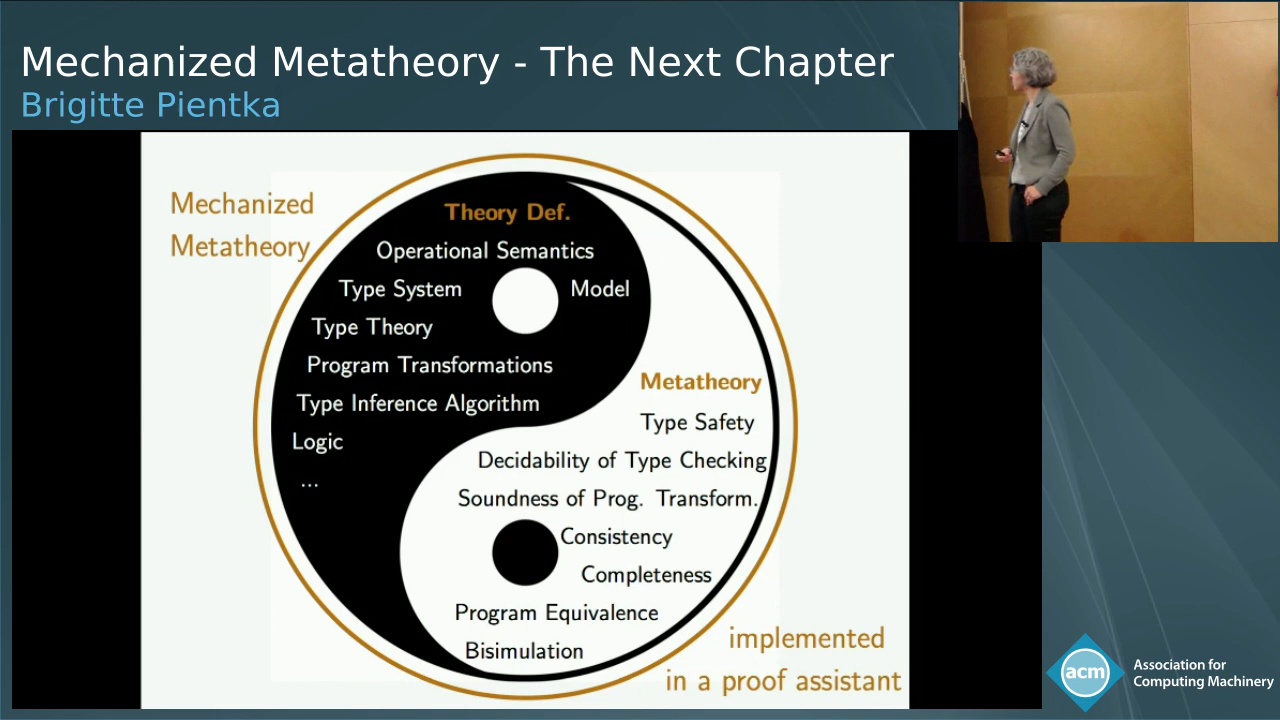 Mechanized Metatheory - The Next Chapter
Brigitte Pientka
Mechanized
Metatheory
Theory Def.
Operational Semantics
Type System
Model
Type Theory
Program Transformations
Type Inference Algorithm
Logic
...
Metatheory
Type Safety
Decidability of Type Checking
Soundness of Prog. Transform.
Consistency
Completeness
Program Equivalence
Bisimulation
implemented
in a proof assistant
acm
Association for
Computing Machinery